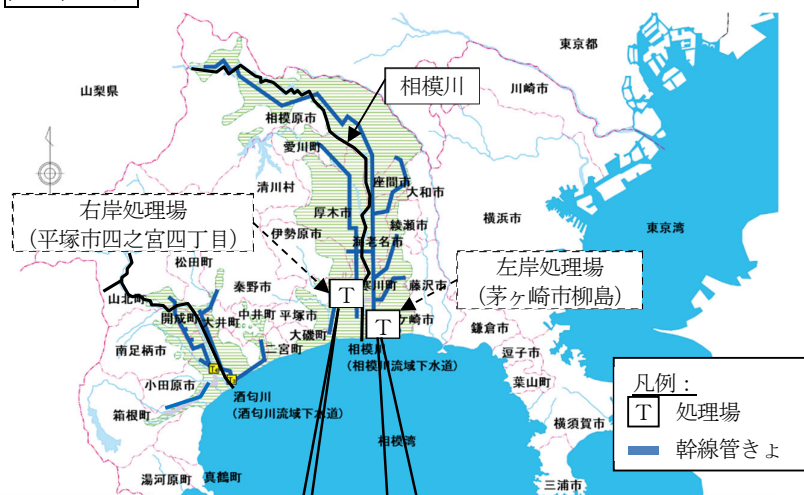 東京都
山梨県
相模川
川崎市
相模原市
愛川町
座間市
大和市
清川村
右岸処理場
(平塚市四之宮四丁目)
厚木市
綾瀬市
横浜市
伊勢原市
海老名市
東京湾
松田町
左岸処理場
(茅ヶ崎市柳島)
秦野市
寒川町
藤沢市
T
山北町
中井町
平塚市
開成町
大井町
T
ケ崎市
鎌倉市
大磯町
南足柄市
二宮町
相模川
(相模川流域下水道)
逗子市
小田原市
葉山町
凡例:
T 処理場
酒匂川
(酒匂川流域下水道)
箱根町
横須賀市
相模湾
幹線管きょ
湯河原町
真鶴町
三浦市